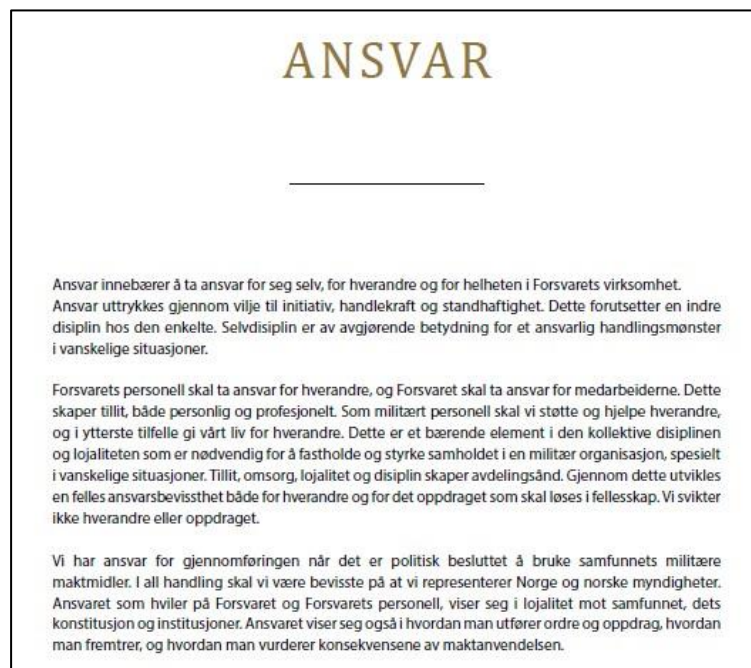 ANSVAR
Ansvar innebærer å ta ansvar for seg selv, for hverandre og for helheten i Forsvarets virksomhet.
Ansvar uttrykkes gjennom vilje til initiativ, handlekraft og standhaftighet. Dette forutsetter en indre
disiplin hos den enkelte. Selvdisiplin er av avgjørende betydning for et ansvarlig handlingsmønster
i vanskelige situasjoner.
Forsvarets personell skal ta ansvar for hverandre, og Forsvaret skal ta ansvar for medarbeiderne. Dette
skaper tillit, både personlig og profesjonelt. Som militært personell skal vi støtte og hjelpe hverandre,
og i ytterste tilfelle gi vårt liv for hverandre. Dette er et bærende element i den kollektive disiplinen
og lojaliteten som er nødvendig for å fastholde og styrke samholdet i en militær organisasjon, spesielt
i vanskelige situasjoner. Tillit, omsorg, lojalitet og disiplin skaper avdelingsånd. Gjennom dette utvikles
en felles ansvarsbevissthet både for hverandre og for det oppdraget som skal løses i fellesskap. Vi svikter
ikke hverandre eller oppdraget.
Vi har ansvar for gjennomføringen når det er politisk besluttet å bruke samfunnets militære
maktmidler. I all handling skal vi være bevisste på at vi representerer Norge og norske myndigheter.
Ansvaret som hviler på Forsvaret og Forsvarets personell, viser seg i lojalitet mot samfunnet, dets
konstitusjon og institusjoner. Ansvaret viser seg også i hvordan man utfører ordre og oppdrag, hvordan
man fremtrer, og hvordan man vurderer konsekvensene av maktanvendelsen.